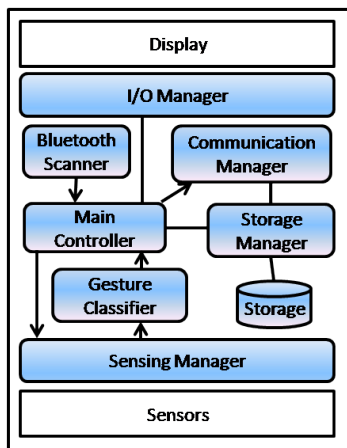 Display
I/O Manager
Bluetooth
Scanner
Communication
Manager
Main
Controller
Storage
Manager
Gesture
Classifier
Storage
Sensing Manager
Sensors